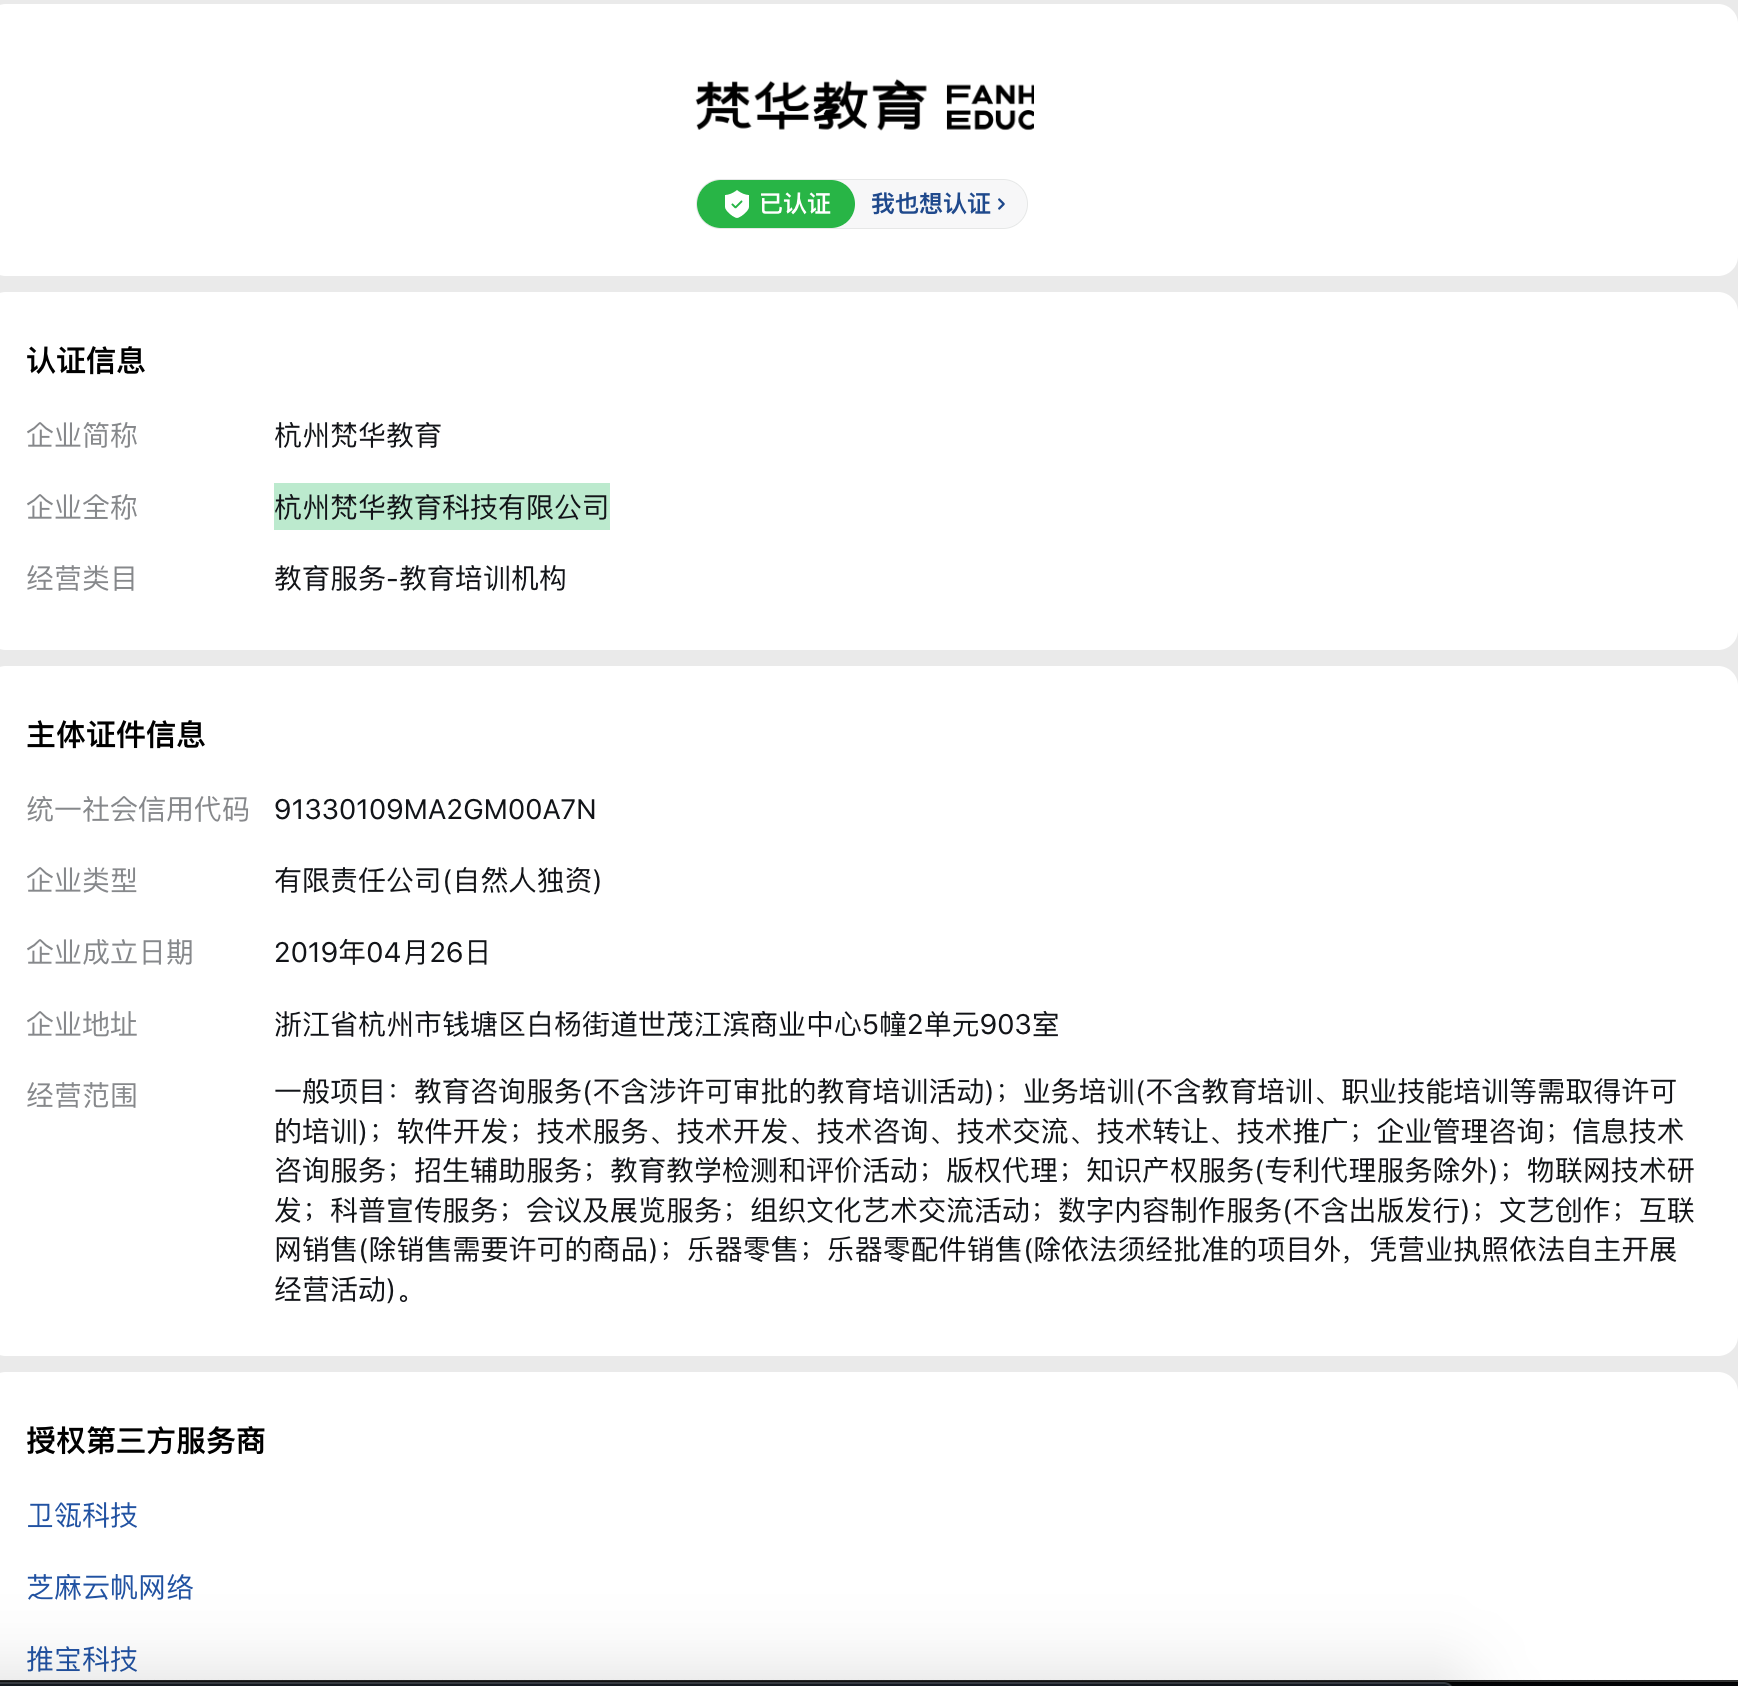 梵华教育 FANH
EDUC
已认证 我也想认证 ›
认证信息
企业简称 杭州梵华教育
企业全称 杭州梵华教育科技有限公司
经营类目 教育服务-教育培训机构
主体证件信息
统一社会信用代码 91330109MA2GM00A7N
企业类型 有限责任公司(自然人独资)
企业成立日期 2019年04月26日
企业地址 浙江省杭州市钱塘区白杨街道世茂江滨商业中心5幢2单元903室
经营范围 一般项目：教育咨询服务(不含涉许可审批的教育培训活动)；业务培训(不含教育培训、职业技能培训等需取得许可
的培训)；软件开发；技术服务、技术开发、技术咨询、技术交流、技术转让、技术推广；企业管理咨询；信息技术
咨询服务；招生辅助服务；教育教学检测和评价活动；版权代理；知识产权服务(专利代理服务除外)；物联网技术研
发；科普宣传服务；会议及展览服务；组织文化艺术交流活动；数字内容制作服务(不含出版发行)；文艺创作；互联
网销售(除销售需要许可的商品)；乐器零售；乐器零配件销售(除依法须经批准的项目外，凭营业执照依法自主开展
经营活动)。
授权第三方服务商
卫瓴科技
芝麻云帆网络
推宝科技